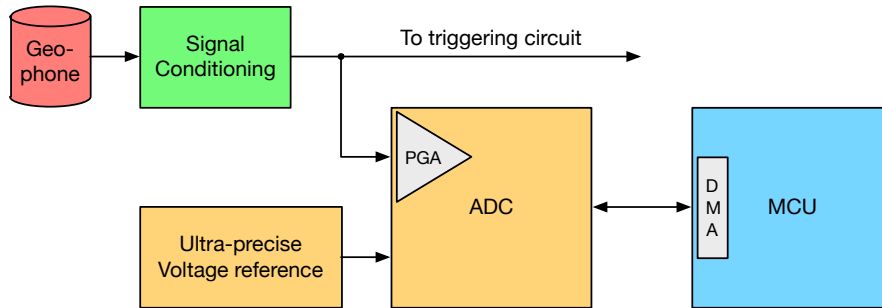 Geo-
phone
Signal
Conditioning
To triggering circuit
PGA
ADC
D
M
A
MCU
Ultra-precise
Voltage reference